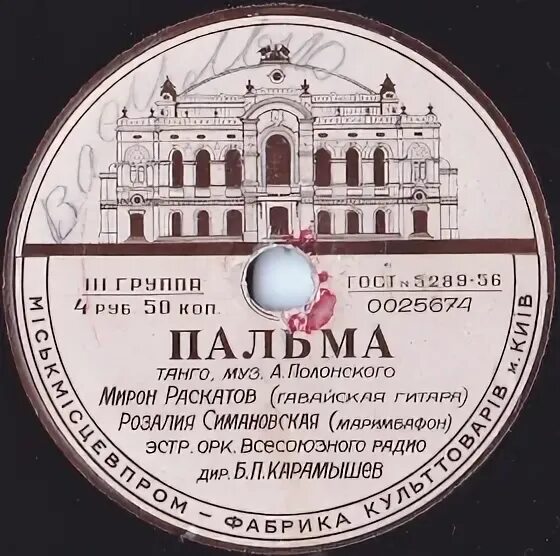 III ГРУППА
4 РУБ 50 КОП.
ГОСТ N 5289-56
0025674
ПАЛЬМА
ТАНГО, МУЗ. А. ПОЛОНСКОГО
МИРОН РАСКАТОВ (ГАВАЙСКАЯ ГИТАРА)
РОЗАЛИЯ СИМАНОВСКАЯ (МАРИМБАФОН)
ЭСТР. ОРК. ВСЕСОЮЗНОГО РАДИО
ДИР. Б.П. КАРАМЫШЕВ
МІСЬКМІСЦЕВПРОМ – ФАБРИКА КУЛЬТТОВАРІВ м. КИЇВ